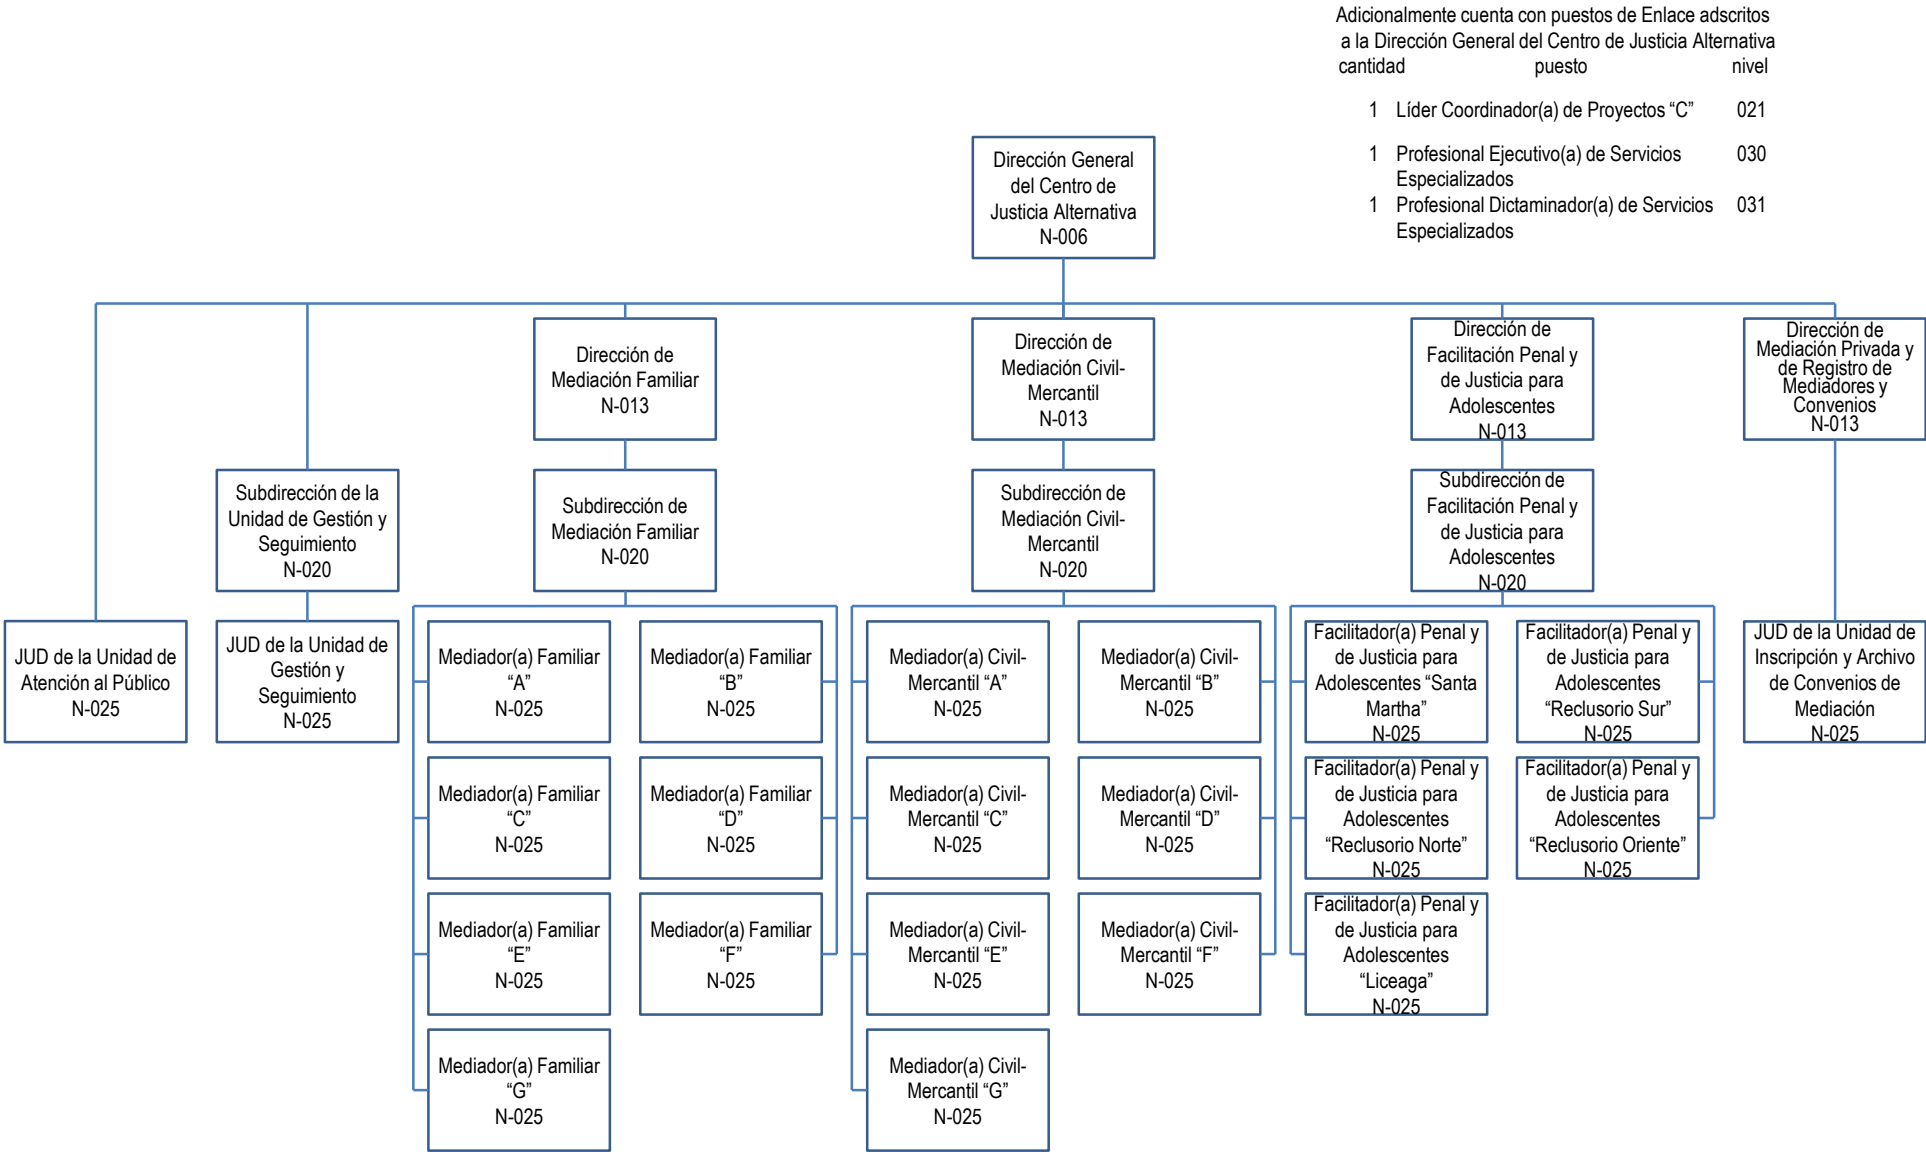 Adicionalmente cuenta con puestos de Enlace adscritos
a la Dirección General del Centro de Justicia Alternativa
cantidad puesto nivel
1 Líder Coordinador(a) de Proyectos “C” 021
1 Profesional Ejecutivo(a) de Servicios 030
Especializados
1 Profesional Dictaminador(a) de Servicios 031
Especializados
Dirección General
del Centro de
Justicia Alternativa
N-006
Dirección de
Mediación Familiar
N-013
Dirección de
Mediación Civil-
Mercantil
N-013
Dirección de
Facilitación Penal y
de Justicia para
Adolescentes
N-013
Dirección de
Mediación Privada y
de Registro de
Mediadores y
Convenios
N-013
Subdirección de la
Unidad de Gestión y
Seguimiento
N-020
Subdirección de
Mediación Familiar
N-020
Subdirección de
Mediación Civil-
Mercantil
N-020
Subdirección de
Facilitación Penal y
de Justicia para
Adolescentes
N-020
JUD de la Unidad de
Atención al Público
N-025
JUD de la Unidad de
Gestión y
Seguimiento
N-025
Mediador(a) Familiar
“A”
N-025
Mediador(a) Familiar
“B”
N-025
Mediador(a) Civil-
Mercantil “A”
N-025
Mediador(a) Civil-
Mercantil “B”
N-025
Facilitador(a) Penal y
de Justicia para
Adolescentes “Santa
Martha”
N-025
Facilitador(a) Penal y
de Justicia para
Adolescentes
“Reclusorio Sur”
N-025
JUD de la Unidad de
Inscripción y Archivo
de Convenios de
Mediación
N-025
Mediador(a) Familiar
“C”
N-025
Mediador(a) Familiar
“D”
N-025
Mediador(a) Civil-
Mercantil “C”
N-025
Mediador(a) Civil-
Mercantil “D”
N-025
Facilitador(a) Penal y
de Justicia para
Adolescentes
“Reclusorio Norte”
N-025
Facilitador(a) Penal y
de Justicia para
Adolescentes
“Reclusorio Oriente”
N-025
Mediador(a) Familiar
“E”
N-025
Mediador(a) Familiar
“F”
N-025
Mediador(a) Civil-
Mercantil “E”
N-025
Mediador(a) Civil-
Mercantil “F”
N-025
Facilitador(a) Penal y
de Justicia para
Adolescentes
“Liceaga”
N-025
Mediador(a) Familiar
“G”
N-025
Mediador(a) Civil-
Mercantil “G”
N-025